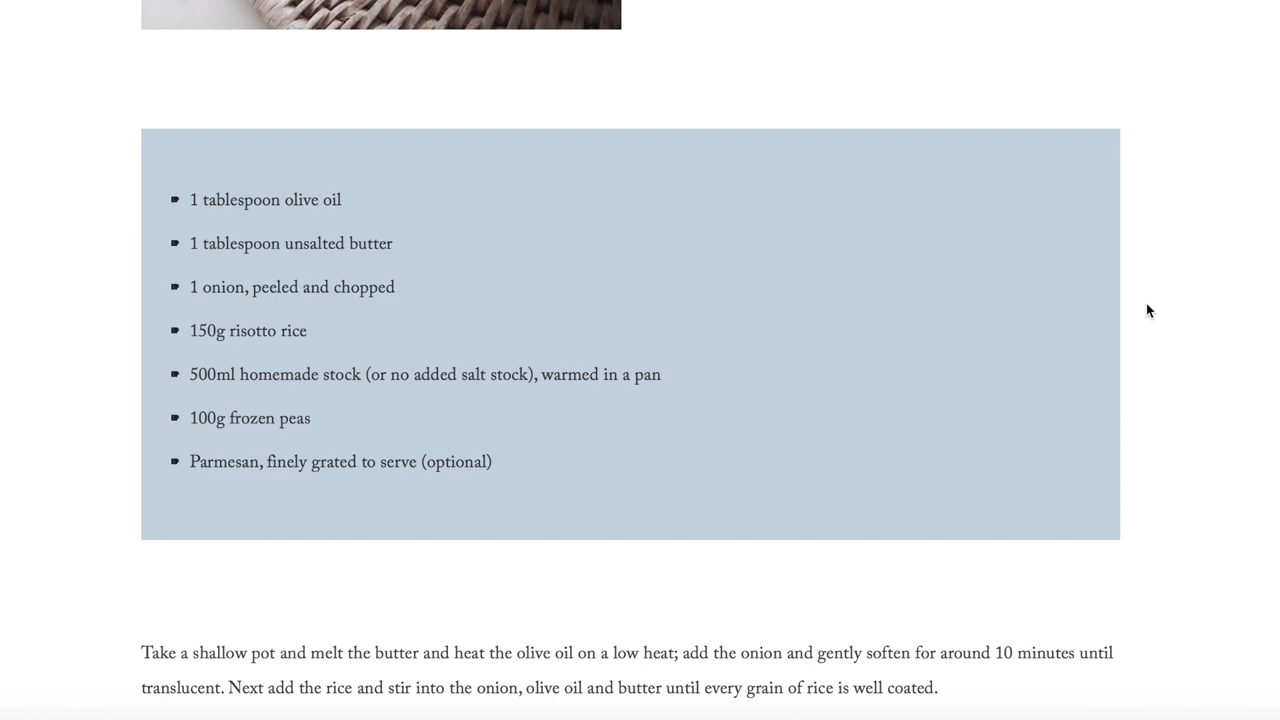 1 tablespoon olive oil
1 tablespoon unsalted butter
1 onion, peeled and chopped
150g risotto rice
500ml homemade stock (or no added salt stock), warmed in a pan
100g frozen peas
Parmesan, finely grated to serve (optional)
Take a shallow pot and melt the butter and heat the olive oil on a low heat; add the onion and gently soften for around 10 minutes until
translucent. Next add the rice and stir into the onion, olive oil and butter until every grain of rice is well coated.